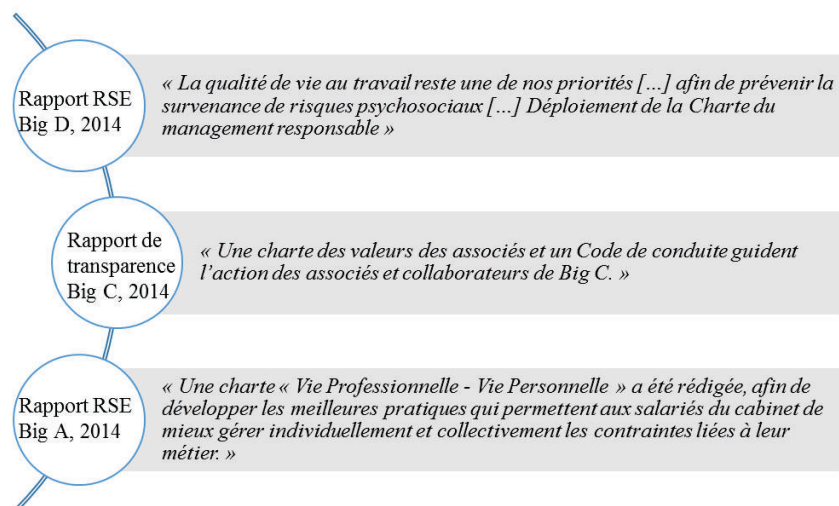 Rapport RSE
Big D, 2014
« La qualité de vie au travail reste une de nos priorités [...] afin de prévenir la
survenance de risques psychosociaux [...] Déploiement de la Charte du
management responsable »
Rapport de
transparence
Big C, 2014
« Une charte des valeurs des associés et un Code de conduite guident
l’action des associés et collaborateurs de Big C. »
Rapport RSE
Big A, 2014
« Une charte « Vie Professionnelle - Vie Personnelle » a été rédigée, afin de
développer les meilleures pratiques qui permettent aux salariés du cabinet de
mieux gérer individuellement et collectivement les contraintes liées à leur
métier. »